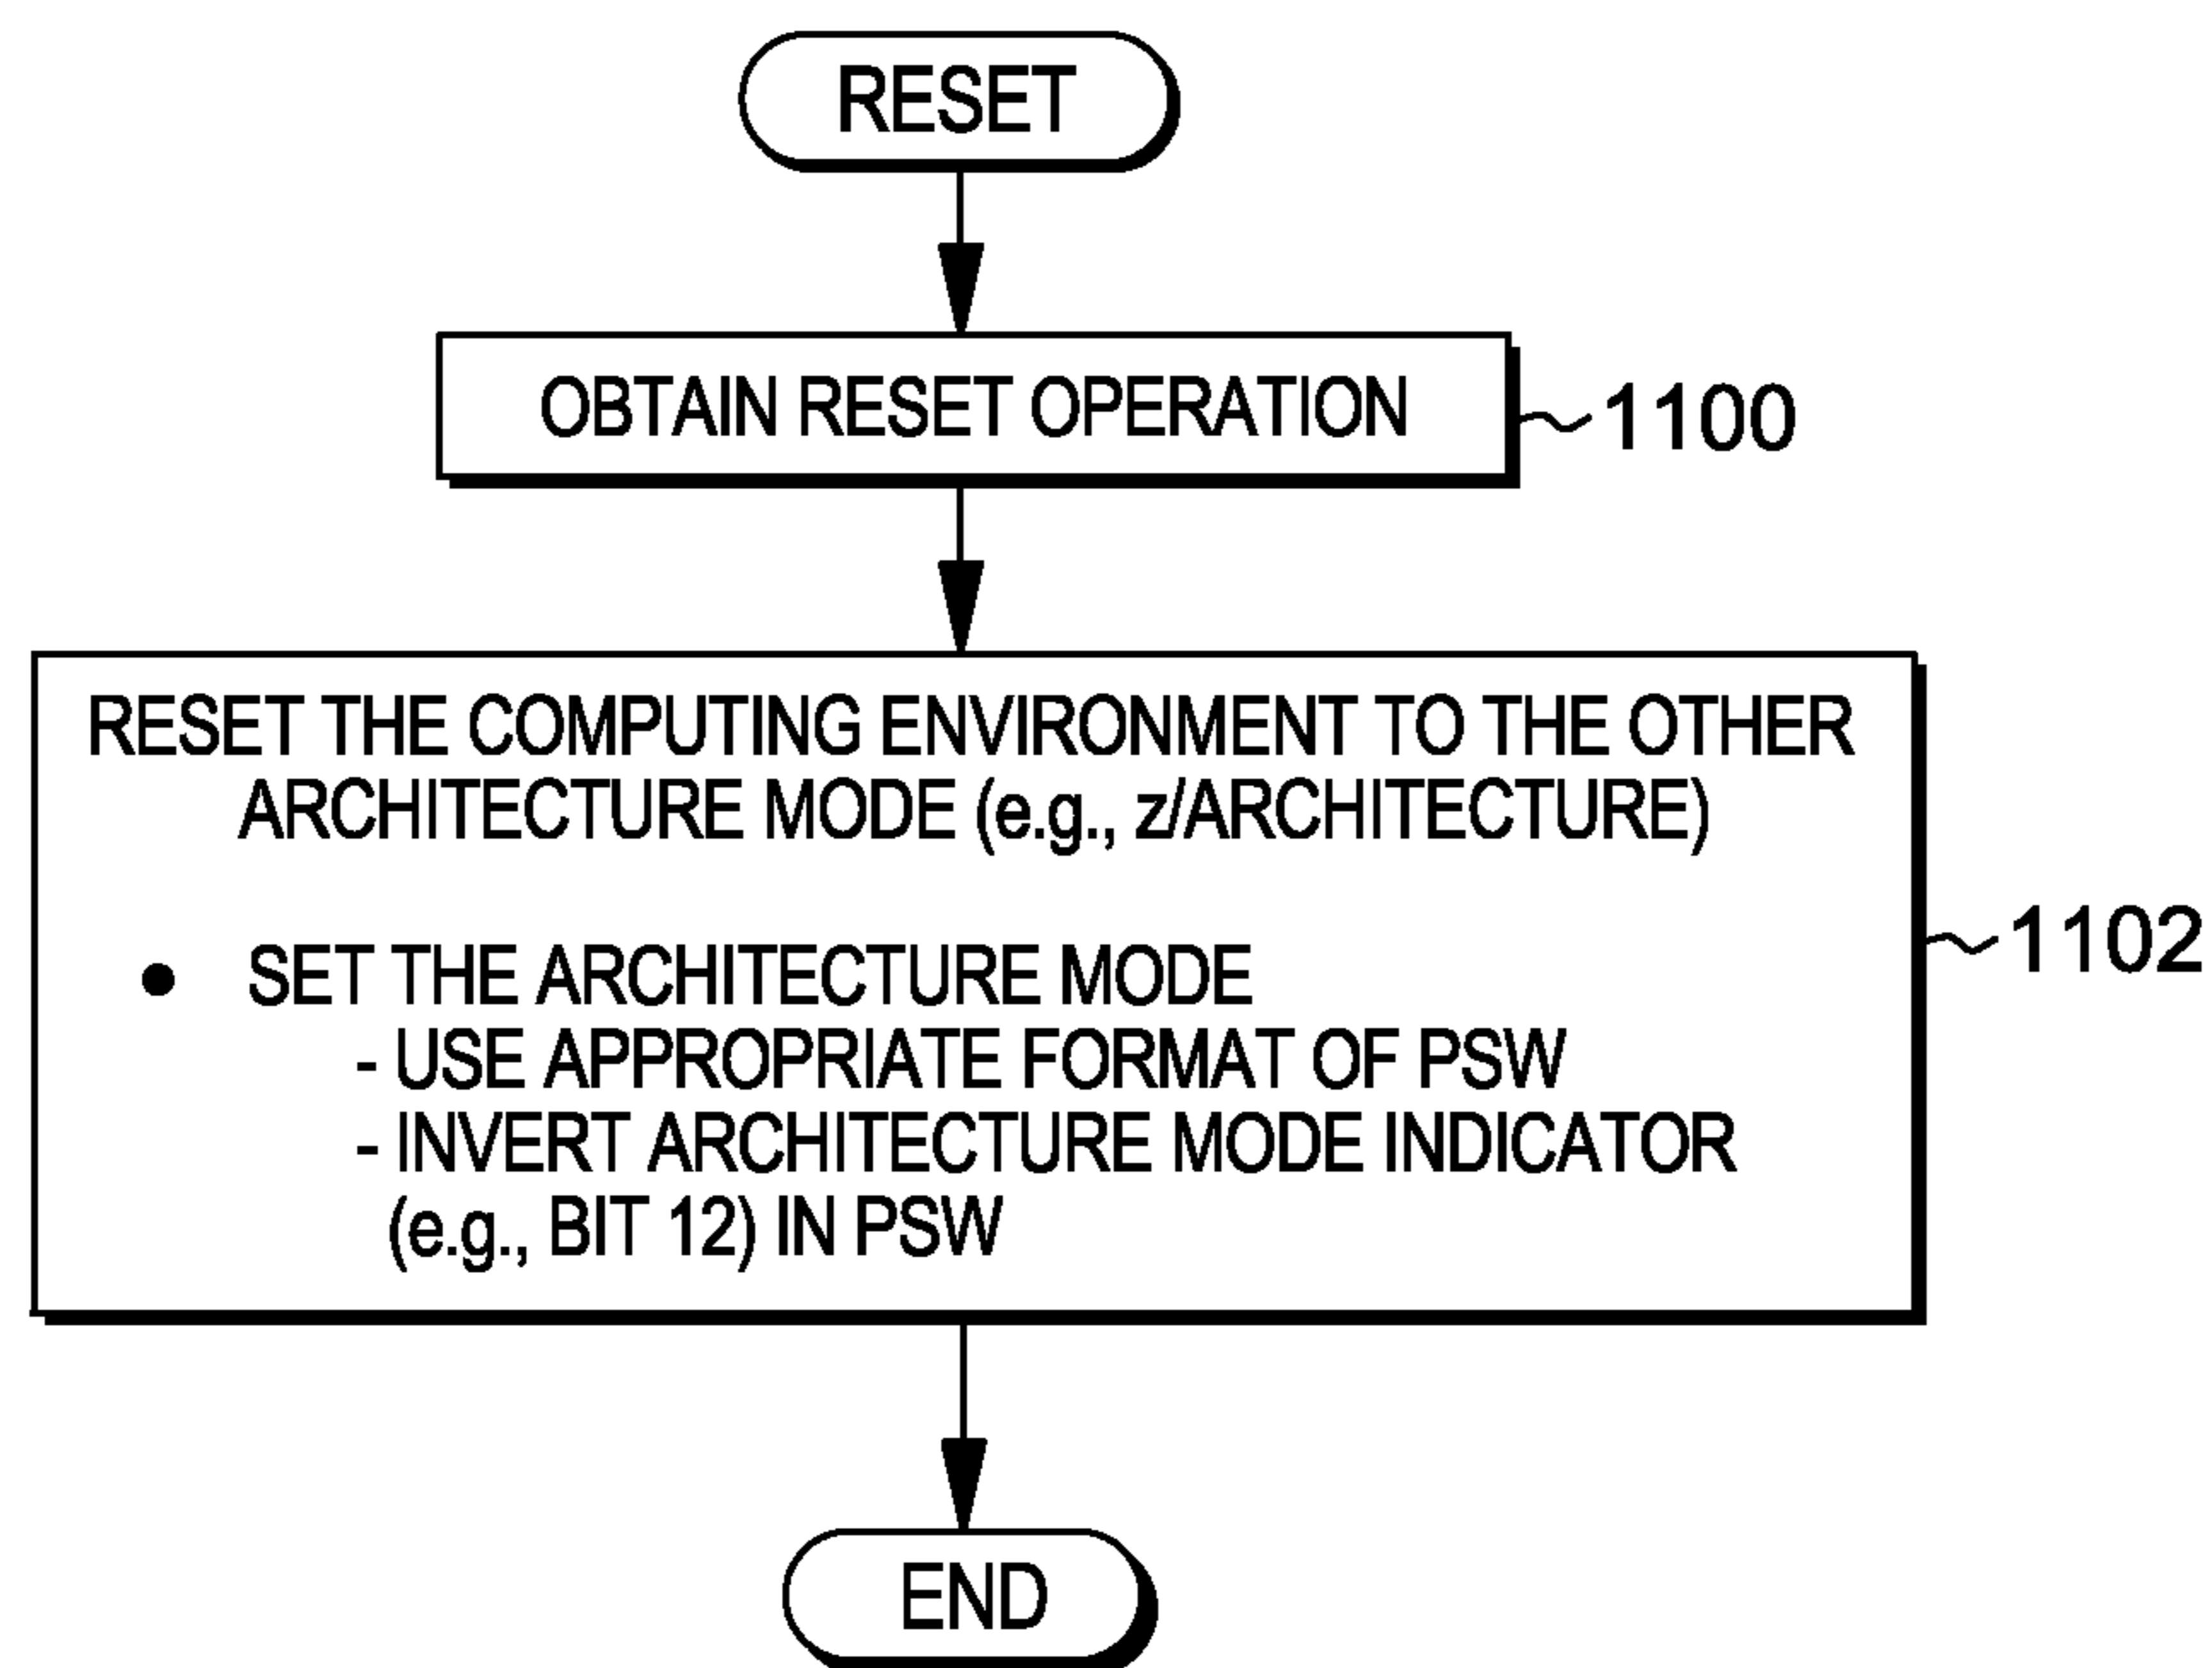 RESET
OBTAIN RESET OPERATION
1100
RESET THE COMPUTING ENVIRONMENT TO THE OTHER
ARCHITECTURE MODE (e.g., z/ARCHITECTURE)
● SET THE ARCHITECTURE MODE
- USE APPROPRIATE FORMAT OF PSW
- INVERT ARCHITECTURE MODE INDICATOR
(e.g., BIT 12) IN PSW
1102
END